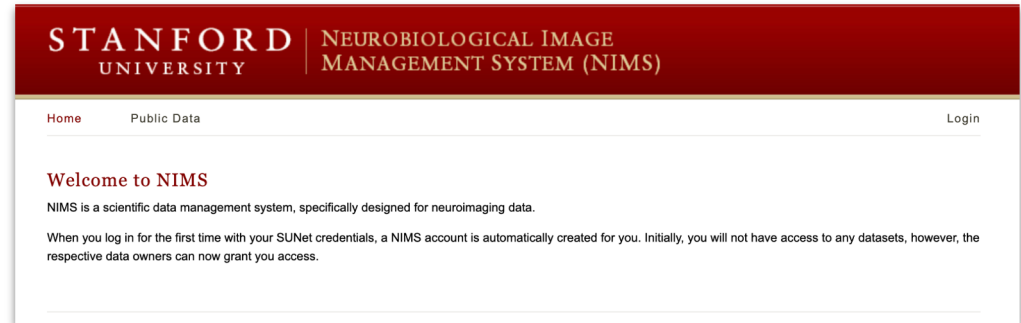 STANFORD
UNIVERSITY
NEUROBIOLOGICAL IMAGE
MANAGEMENT SYSTEM (NIMS)
Home Public Data Login
Welcome to NIMS
NIMS is a scientific data management system, specifically designed for neuroimaging data.
When you log in for the first time with your SUNet credentials, a NIMS account is automatically created for you. Initially, you will not have access to any datasets, however, the
respective data owners can now grant you access.